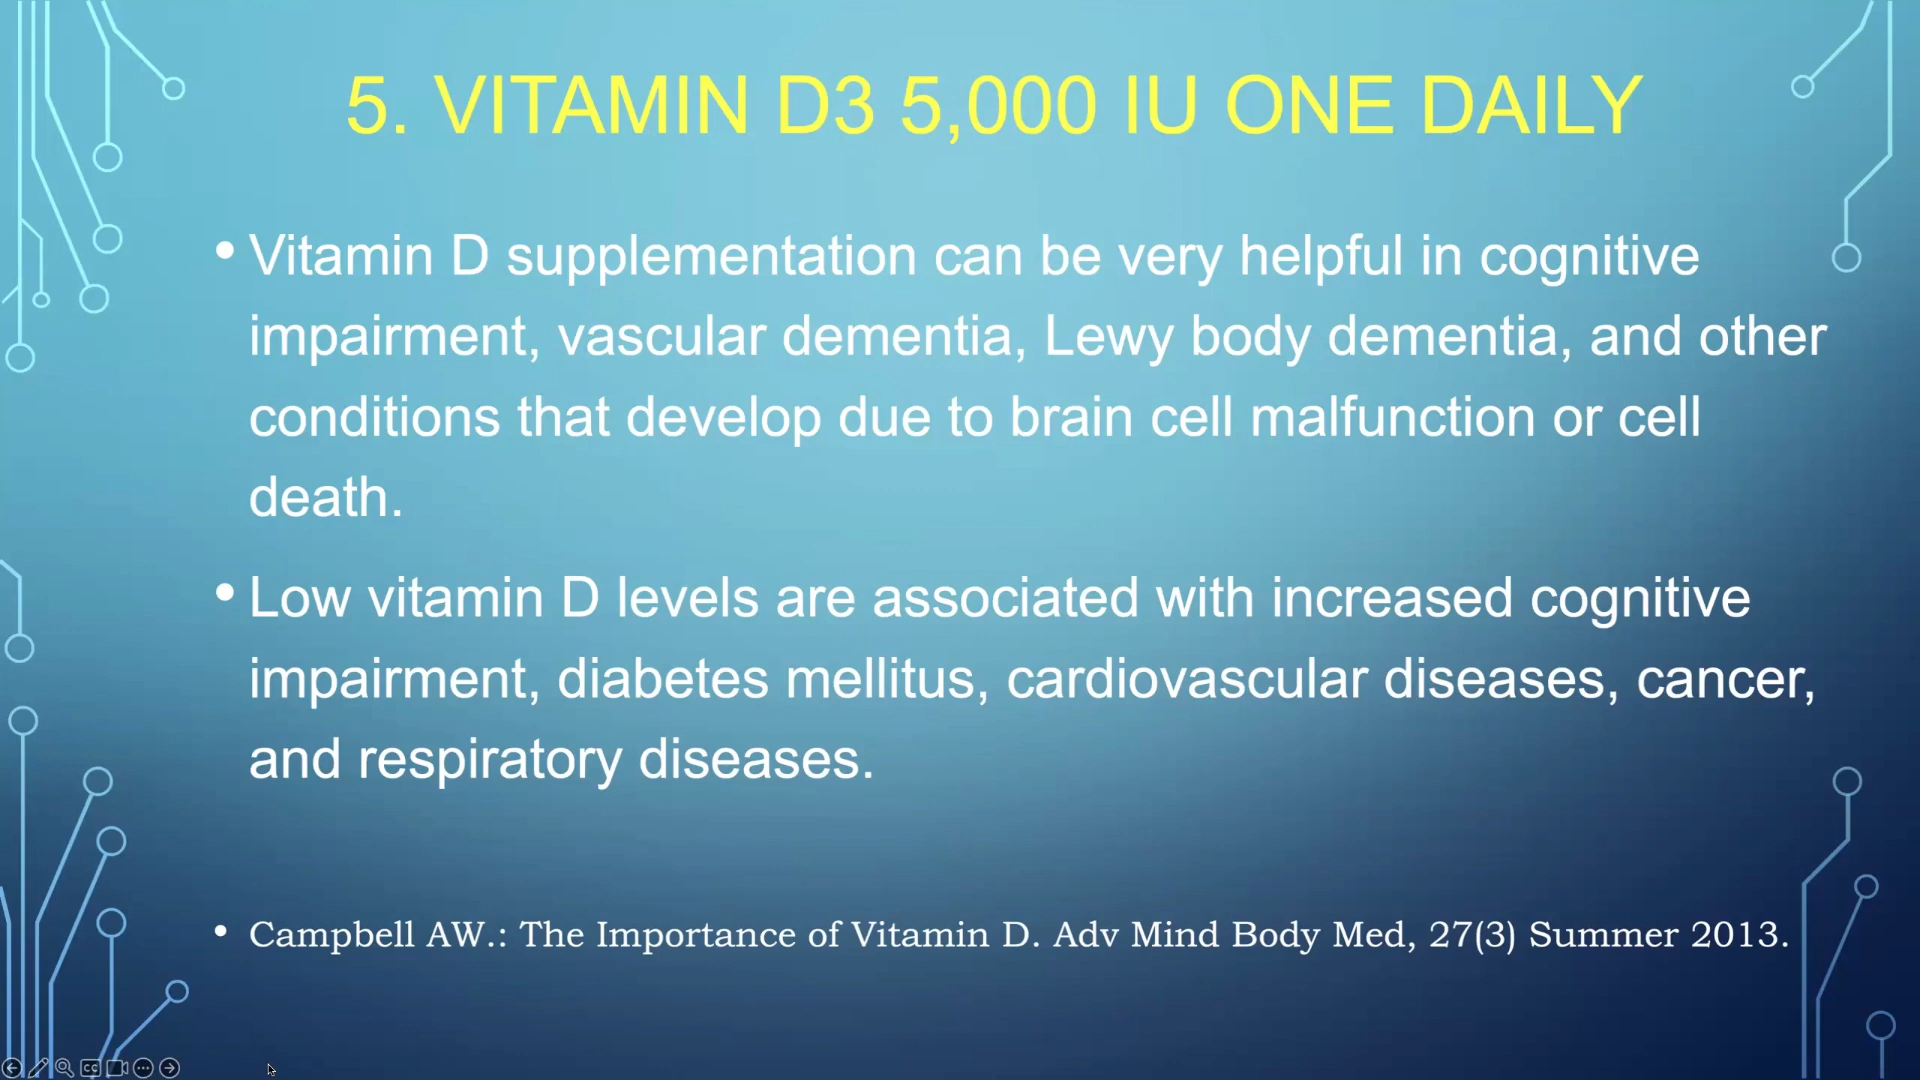 5. VITAMIN D3 5,000 IU ONE DAILY
• Vitamin D supplementation can be very helpful in cognitive
impairment, vascular dementia, Lewy body dementia, and other
conditions that develop due to brain cell malfunction or cell
death.
• Low vitamin D levels are associated with increased cognitive
impairment, diabetes mellitus, cardiovascular diseases, cancer,
and respiratory diseases.
• Campbell AW.: The Importance of Vitamin D. Adv Mind Body Med, 27(3) Summer 2013.
CC